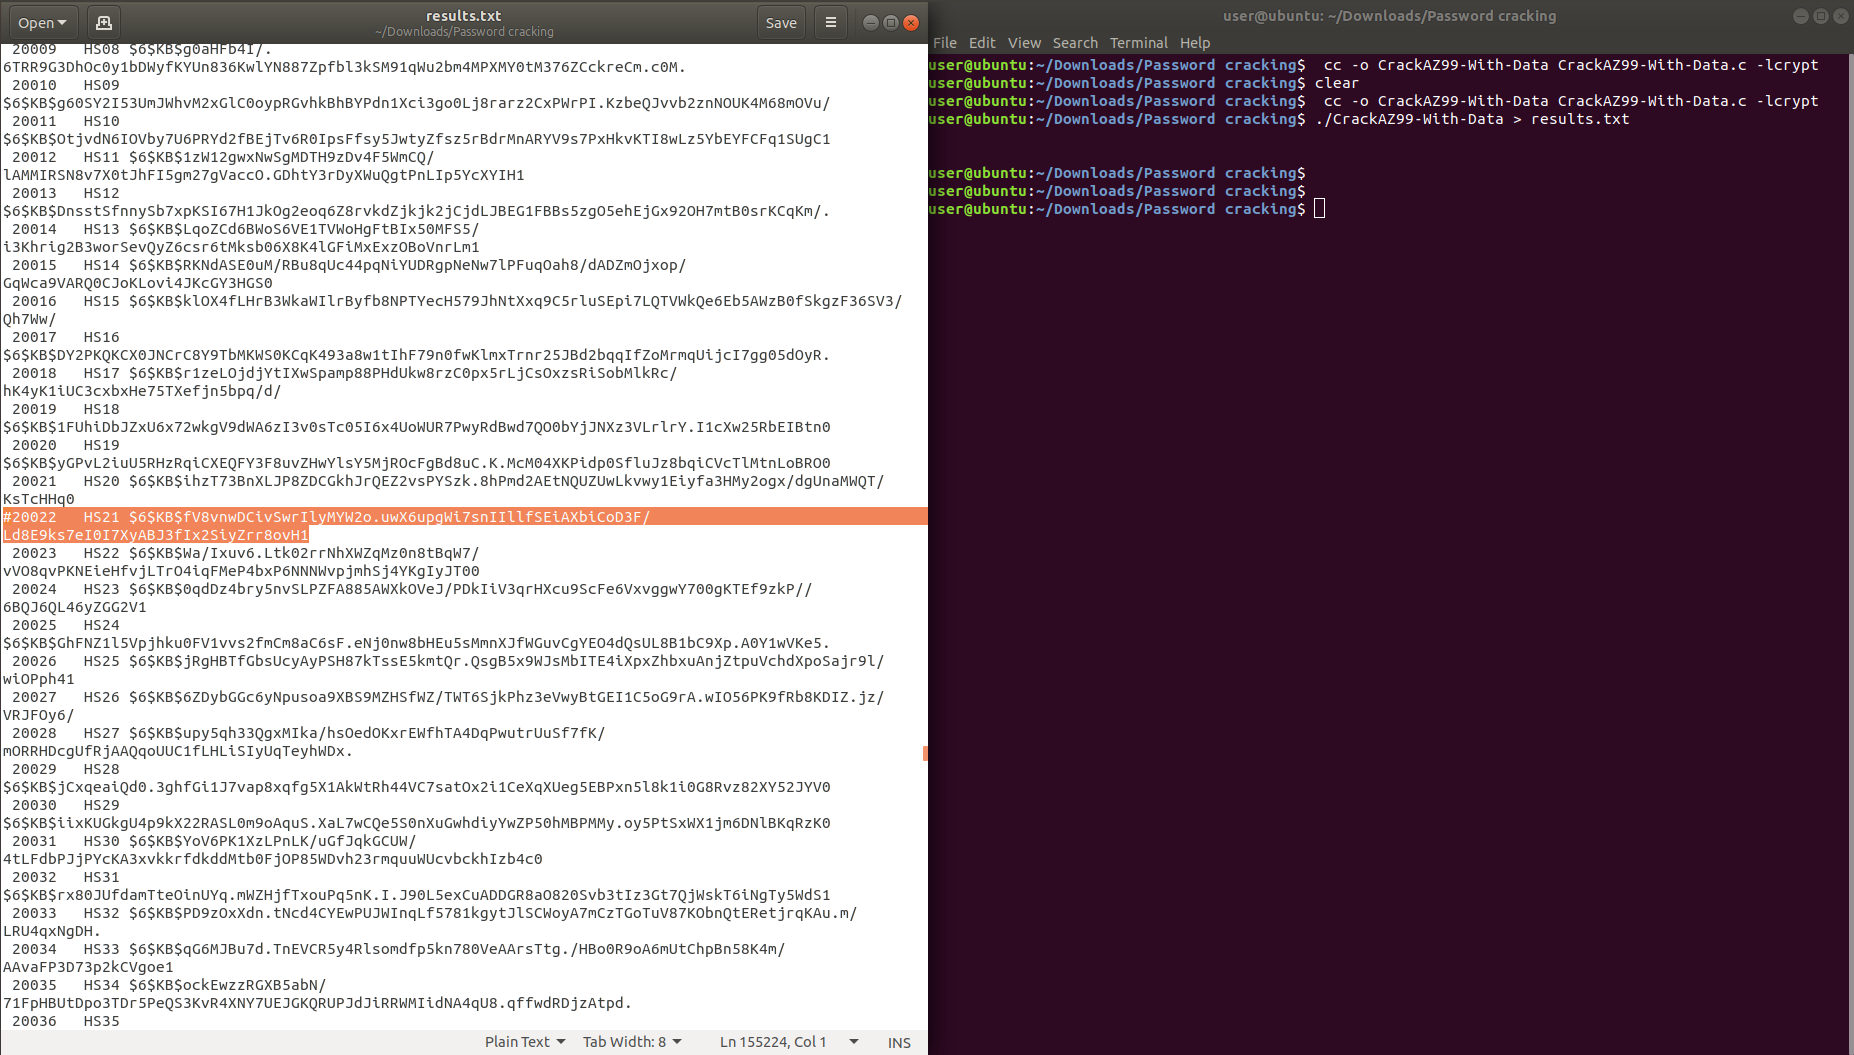 Open
results.txt
~/Downloads/Password cracking
Save
20009   HS08 $6$KB$g0aHFb4I/.
6TRR9G3DhOc0y1bDWyfKYUn836KwlYN887Zpfbl3kSM91qWu2bm4MPXMY0tM376ZCckreCm.c0M.
20010   HS09
$6$KB$g60SY2I53UmJWhvM2xGlC0oypRGvhkBhBYPdn1Xci3go0Lj8rarz2CxPWrPI.KzbeQJvvb2znNOUK4M68mOVu/
20011   HS10
$6$KB$OtjvdN6IOVby7U6PRYd2fBEjTv6R0IpsFfsy5JwtyZfsz5rBdrMnARYV9s7PxHkvKTI8wLz5YbEYFCFq1SUgC1
20012   HS11 $6$KB$1zW12gwxNwSgMDTH9zDv4F5WmCQ/
lAMMIRSN8v7X0tJhFI5gm27gVaccO.GDhtY3rDyXWuQgtPnLIp5YcXYIH1
20013   HS12
$6$KB$DnsstSfnnySb7xpKSI67H1JkOg2eoq6Z8rvkdZjkjk2jCjdLJBEG1FBBs5zgO5ehEjGx92OH7mtB0srKCqKm/.
20014   HS13 $6$KB$LqoZCd6BWoS6VE1TVWoHgFtBIx50MFS5/
i3Khrig2B3worSevQyZ6csr6tMksb06X8K4lGFiMxExzOBoVnrLm1
20015   HS14 $6$KB$RKNdASE0uM/RBu8qUc44pqNiYUDRgpNeNw7lPFuqOah8/dADZmOjxop/
GqWca9VARQ0CJoKLovi4JKcGY3HGS0
20016   HS15 $6$KB$klOX4fLHrB3WkaWIlrByfb8NPTYecH579JhNtXxq9C5rluSEpi7LQTVWkQe6Eb5AWzB0fSkgzF36SV3/
Qh7Ww/
20017   HS16
$6$KB$DY2PKQKCX0JNCrC8Y9TbMKWS0KCqK493a8w1tIhF79n0fwKlmxTrnr25JBd2bqqIfZoMrmqUijcI7gg05dOyR.
20018   HS17 $6$KB$r1zeLOjdjYtIXwSpamp88PHdUkw8rzC0px5rLjCsOxzsRiSobMlkRc/
hK4yK1iUC3cxbxHe75TXefjn5bpq/d/
20019   HS18
$6$KB$1FUhiDbJZxU6x72wkgV9dWA6zI3v0sTc05I6x4UoWUR7PwyRdBwd7QO0bYjJNXz3VLrlrY.I1cXw25RbEIBtn0
20020   HS19
$6$KB$yGPvL2iuU5RHzRqiCXEQFY3F8uvZHwYlsY5MjROcFgBd8uC.K.McM04XKPidp0SfluJz8bqiCVcTlMtnLoBRO0
20021   HS20 $6$KB$ihzT73BnXLJP8ZDCGkhJrQEZ2vsPYSzk.8hPmd2AEtNQUZUwLkvwy1Eiyfa3HMy2ogx/dgUnaMWQT/
KsTcHHq0
#20022   HS21 $6$KB$fV8vnwDCivSwrIlyMYW2o.uwX6upgWi7snIIllfSEiAXbiCoD3F/
Ld8E9ks7eI0I7XyABJ3fIx2SiyZrr8ovH1
20023   HS22 $6$KB$Wa/Ixuv6.Ltk02rrNhXWZqMz0n8tBqW7/
vVO8qvPKNEieHfvjLTrO4iqFMeP4bxP6NNNWvpjmhSj4YKgIyJT00
20024   HS23 $6$KB$0qdDz4bry5nvSLPZFA885AWXkOVeJ/PDkIiV3qrHXcu9ScFe6VxvggwY700gKTEf9zkP//
6BQJ6QL46yZGG2V1
20025   HS24
$6$KB$GhFNZ1l5Vpjhku0FV1vvs2fmCm8aC6sF.eNj0nw8bHEu5sMmnXJfWGuvCgYEO4dQsUL8B1bC9Xp.A0Y1wVKe5.
20026   HS25 $6$KB$jRgHBTfGbsUcyAyPSH87kTssE5kmtQr.QsgB5x9WJsMbITE4iXpxZhbxuAnjZtpuVchdXpoSajr9l/
wiOPph41
20027   HS26 $6$KB$6ZDybGGc6yNpusoa9XBS9MZHSfWZ/TWT6SjkPhz3eVwyBtGEI1C5oG9rA.wIO56PK9fRb8KDIZ.jz/
VRJFOy6/
20028   HS27 $6$KB$upy5qh33QgxMIka/hsOedOKxrEWfhTA4DqPwutrUuSf7fK/
mORRHDcgUfRjAAQqoUUC1fLHLiSIyUqTeyhWDx.
20029   HS28
$6$KB$jCxqeaiQd0.3ghfGi1J7vap8xqfg5X1AkWtRh44VC7satOx2i1CeXqXUeg5EBPxn5l8k1i0G8Rvz82XY52JYV0
20030   HS29
$6$KB$iixKUGkgU4p9kX22RASL0m9oAquS.XaL7wCQe5S0nXuGwhdiyYwZP50hMBPMMy.oy5PtSxWX1jm6DNlBKqRzK0
20031   HS30 $6$KB$YoV6PK1XzLPnLK/uGfJqkGCUW/
4tLFdbPJjPYcKA3xvkkrfdkddMtb0FjOP85WDvh23rmquuWUcvbckhIzb4c0
20032   HS31
$6$KB$rx80JUfdamTteOinUYq.mWZHjfTxouPq5nK.I.J90L5exCuADDGR8aO820Svb3tIz3Gt7QjWskT6iNgTy5WdS1
20033   HS32 $6$KB$PD9zOxXdn.tNcd4CYEwPUJWInqLf5781kgytJlSCWoyA7mCzTGoTuV87KObnQtERetjrqKAu.m/
LRU4qxNgDH.
20034   HS33 $6$KB$qG6MJBu7d.TnEVCR5y4Rlsomdfp5kn780VeAArsTtg./HBo0R9oA6mUtChpBn58K4m/
AAvaFP3D73p2kCVgoe1
20035   HS34 $6$KB$ockEwzzRGXB5abN/
71FpHBUtDpo3TDr5PeQS3KvR4XNY7UEJGKQRUPJdJiRRWMIidNA4qU8.qffwdRDjzAtpd.
20036   HS35
Plain Text   Tab Width: 8   Ln 155224, Col 1   INS
user@ubuntu: ~/Downloads/Password cracking
File Edit View Search Terminal Help
user@ubuntu:~/Downloads/Password cracking$  cc -o CrackAZ99-With-Data CrackAZ99-With-Data.c -lcrypt
user@ubuntu:~/Downloads/Password cracking$ clear
user@ubuntu:~/Downloads/Password cracking$  cc -o CrackAZ99-With-Data CrackAZ99-With-Data.c -lcrypt
user@ubuntu:~/Downloads/Password cracking$ ./CrackAZ99-With-Data > results.txt
user@ubuntu:~/Downloads/Password cracking$
user@ubuntu:~/Downloads/Password cracking$
user@ubuntu:~/Downloads/Password cracking$